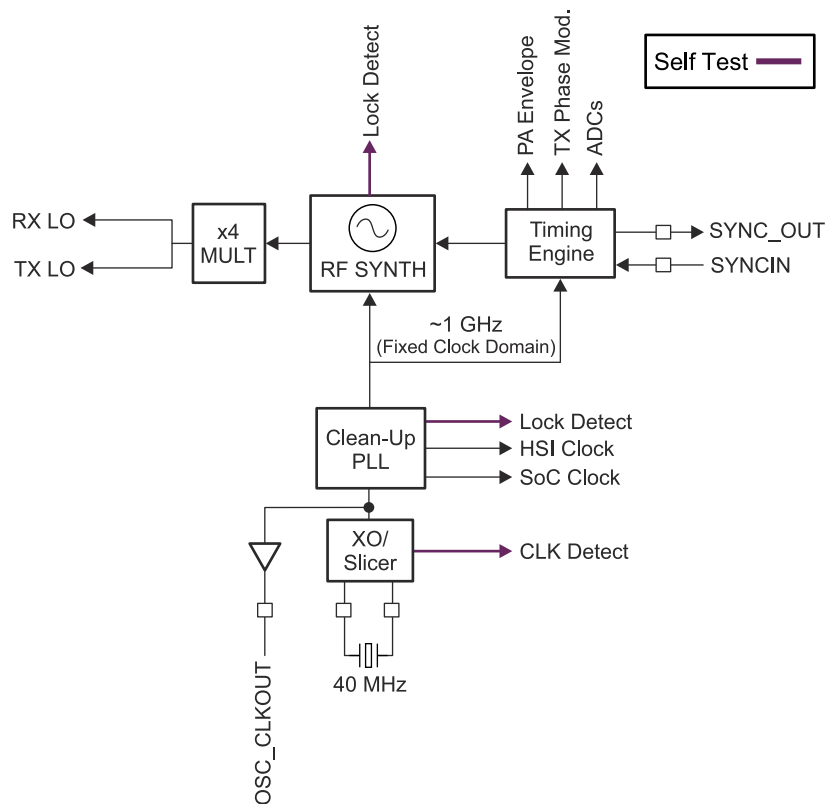 Lock Detect
PA Envelope
TX Phase Mod.
ADCs
Self Test
RX LO
TX LO
x4
MULT
RF SYNTH
Timing
Engine
SYNC_OUT
SYNCIN
~1 GHz
(Fixed Clock Domain)
Clean-Up
PLL
Lock Detect
HSI Clock
SoC Clock
XO/
Slicer
CLK Detect
40 MHz
OSC_CLKOUT